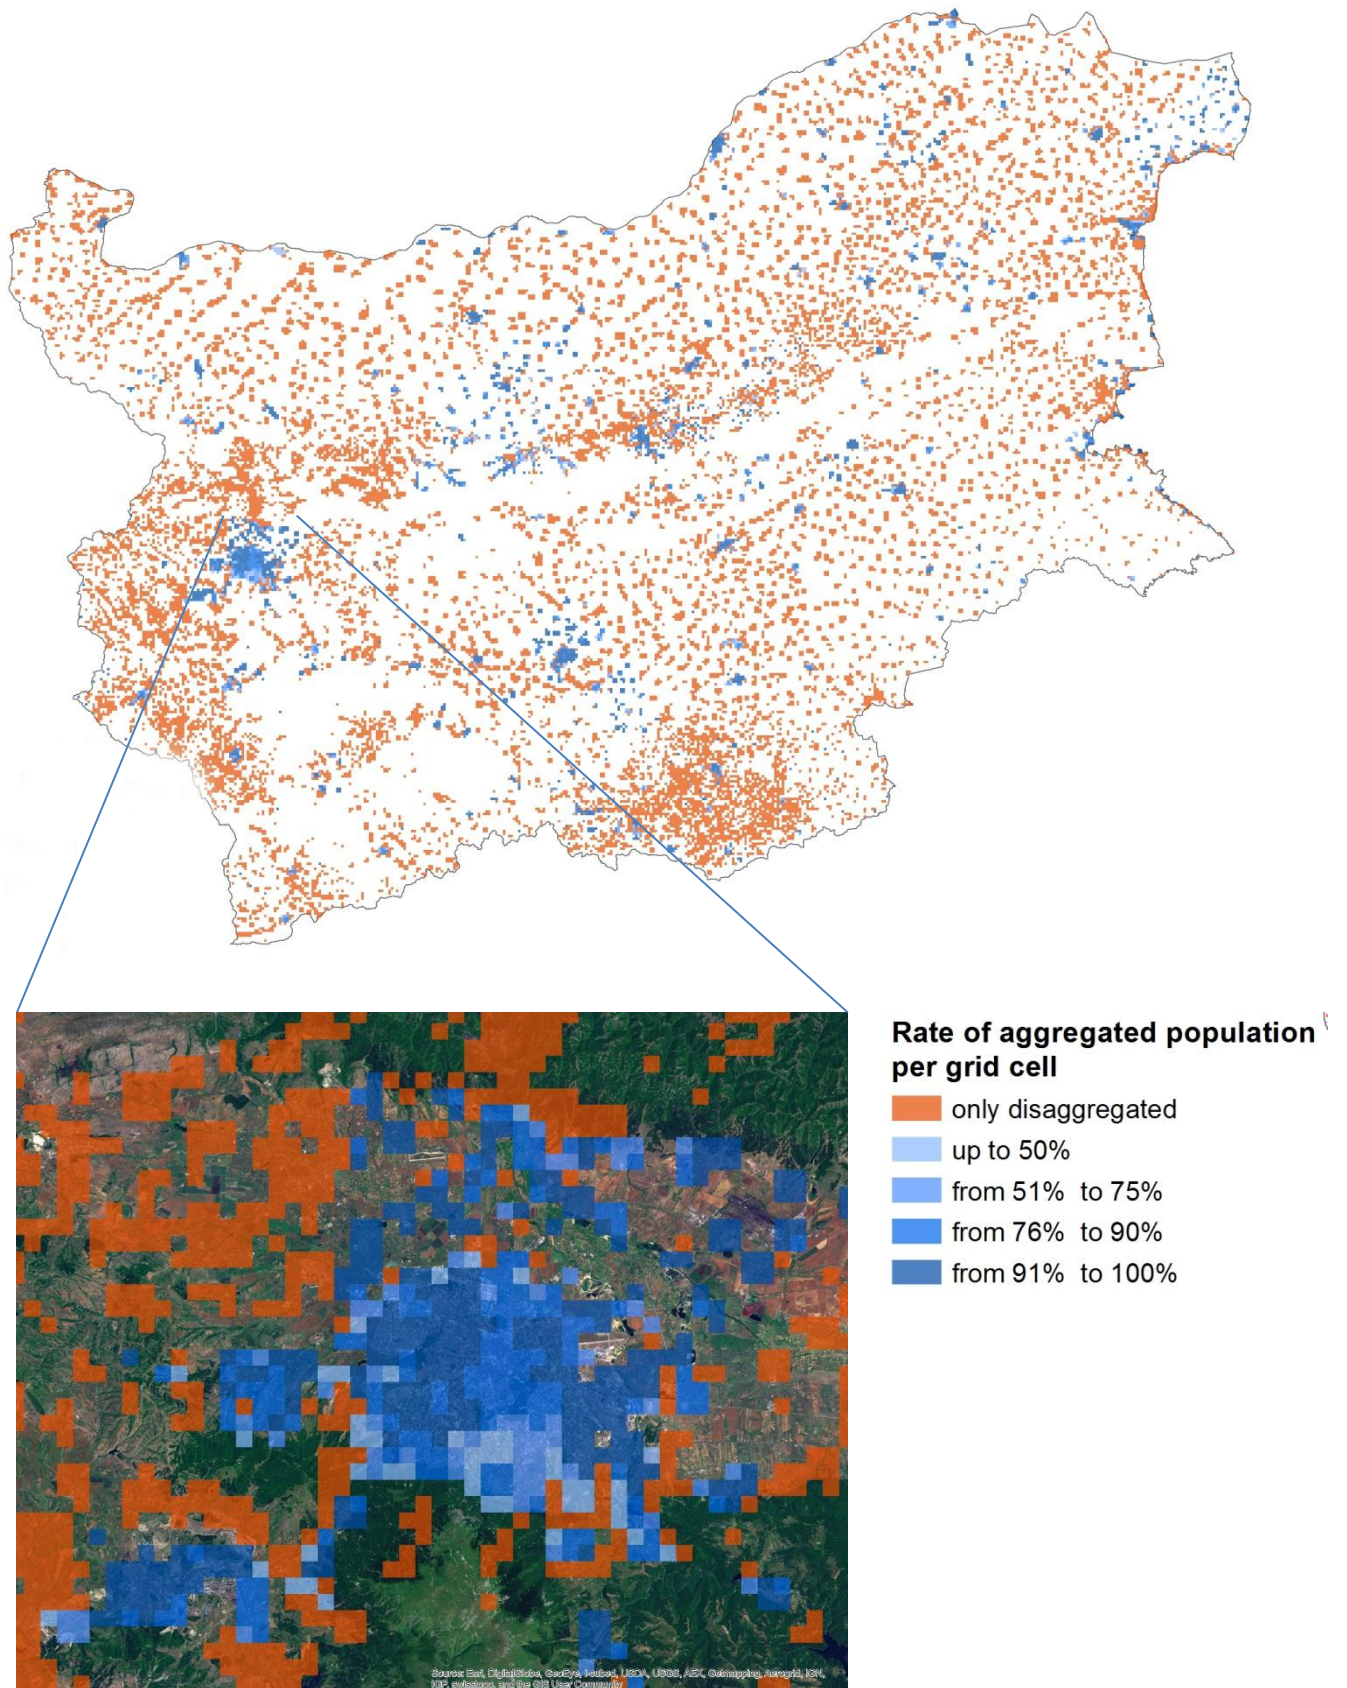 Rate of aggregated population
per grid cell
only disaggregated
up to 50%
from 51% to 75%
from 76% to 90%
from 91% to 100%
Source: Esri, DigitalGlobe, GeoEye, i-cubed, USDA, USGS, AEX, Getmapping, Aerogrid, IGN,
IGP, swisstopo, and the GIS User Community